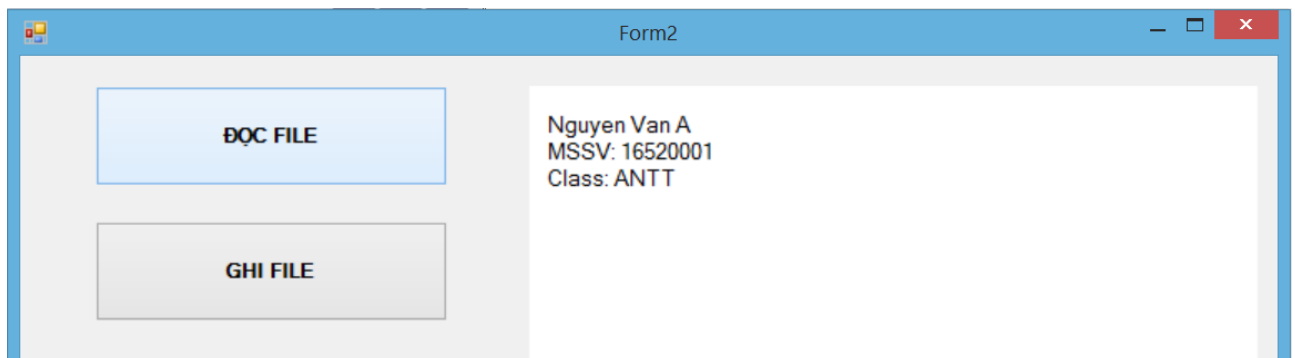 Form2
ĐỌC FILE
GHI FILE
Nguyen Van A
MSSV: 16520001
Class: ANTT